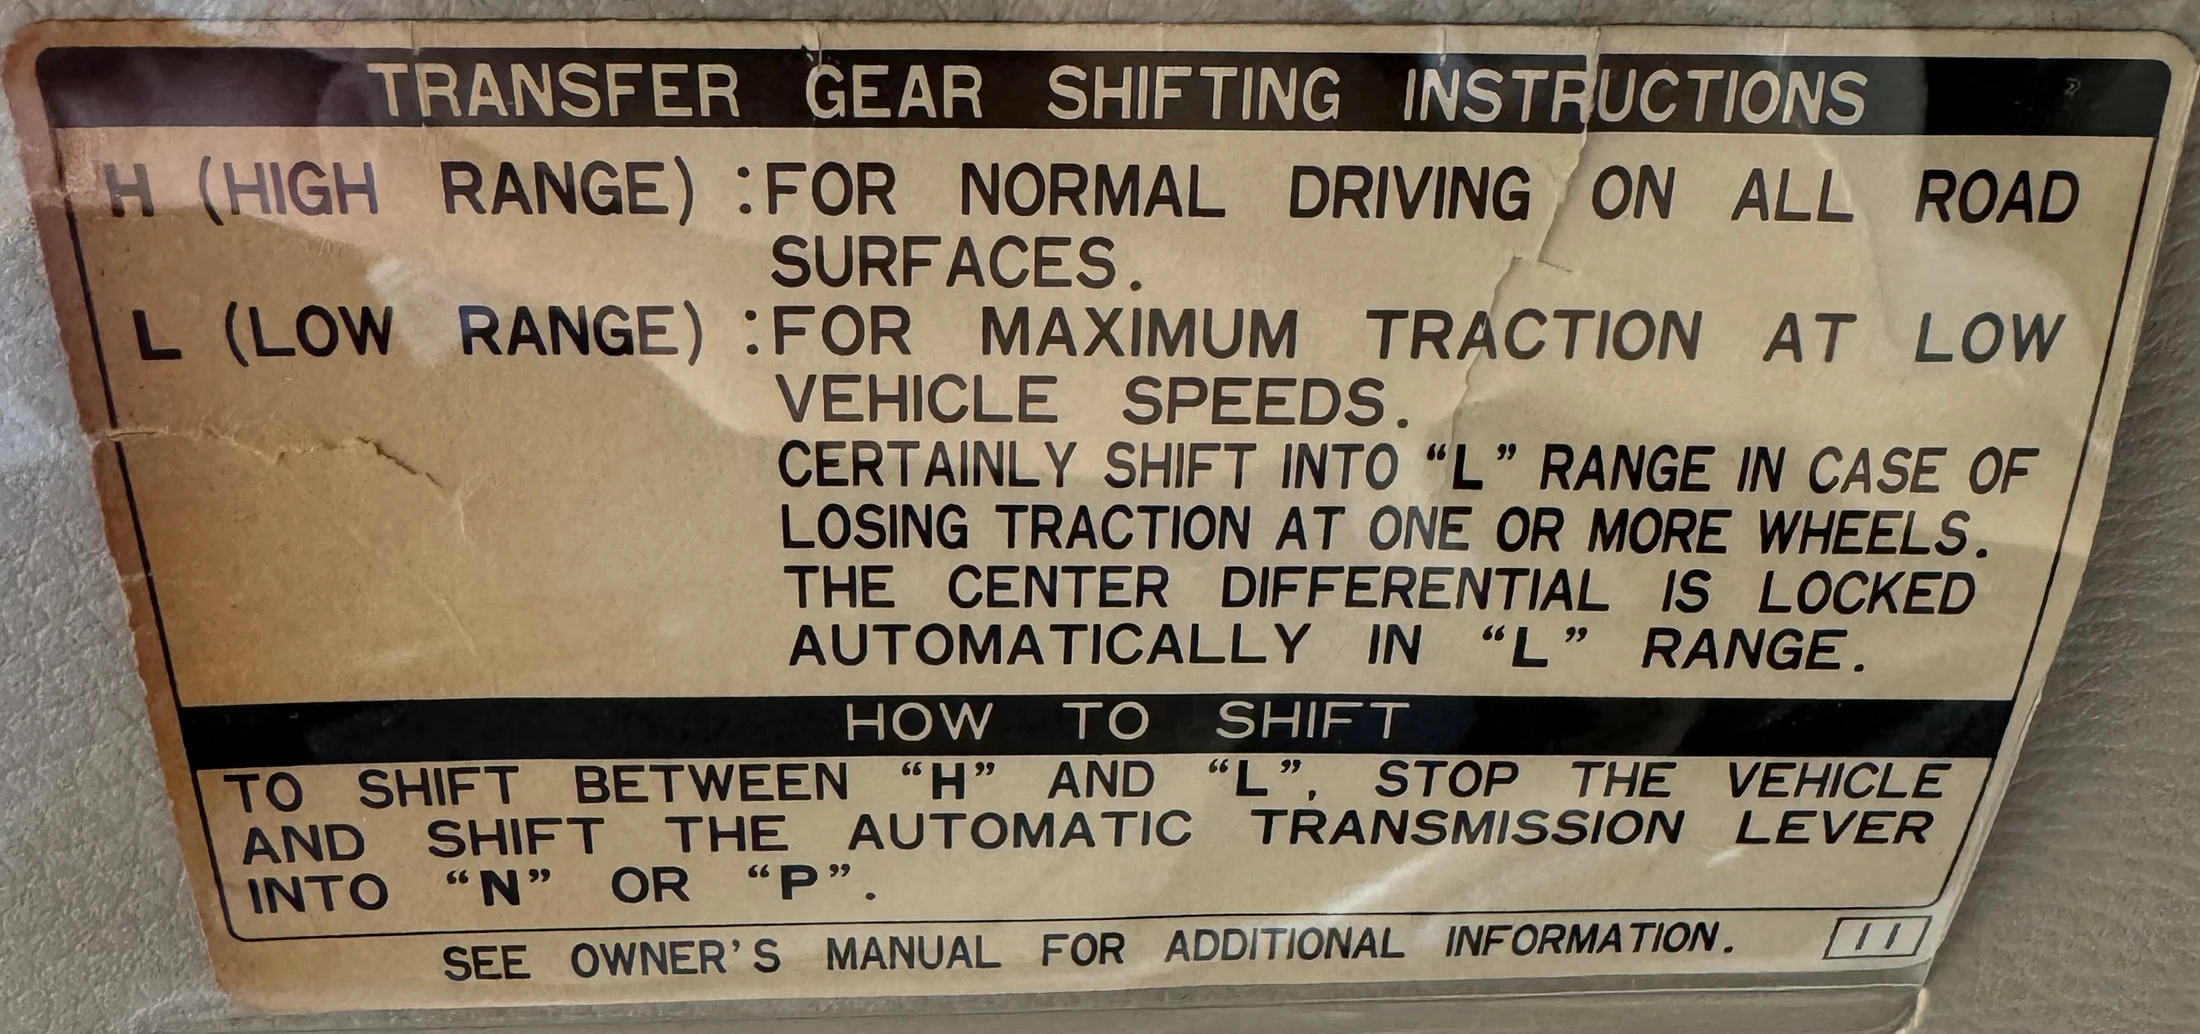 TRANSFER GEAR SHIFTING INSTRUCTIONS
H (HIGH RANGE) :FOR NORMAL DRIVING ON ALL ROAD
SURFACES.
L (LOW RANGE) :FOR MAXIMUM TRACTION AT LOW
VEHICLE SPEEDS.
CERTAINLY SHIFT INTO “L” RANGE IN CASE OF
LOSING TRACTION AT ONE OR MORE WHEELS.
THE CENTER DIFFERENTIAL IS LOCKED
AUTOMATICALLY IN “L” RANGE.
HOW TO SHIFT
TO SHIFT BETWEEN “H” AND “L”, STOP THE VEHICLE
AND SHIFT THE AUTOMATIC TRANSMISSION LEVER
INTO “N” OR “P”.
SEE OWNER’S MANUAL FOR ADDITIONAL INFORMATION. 11